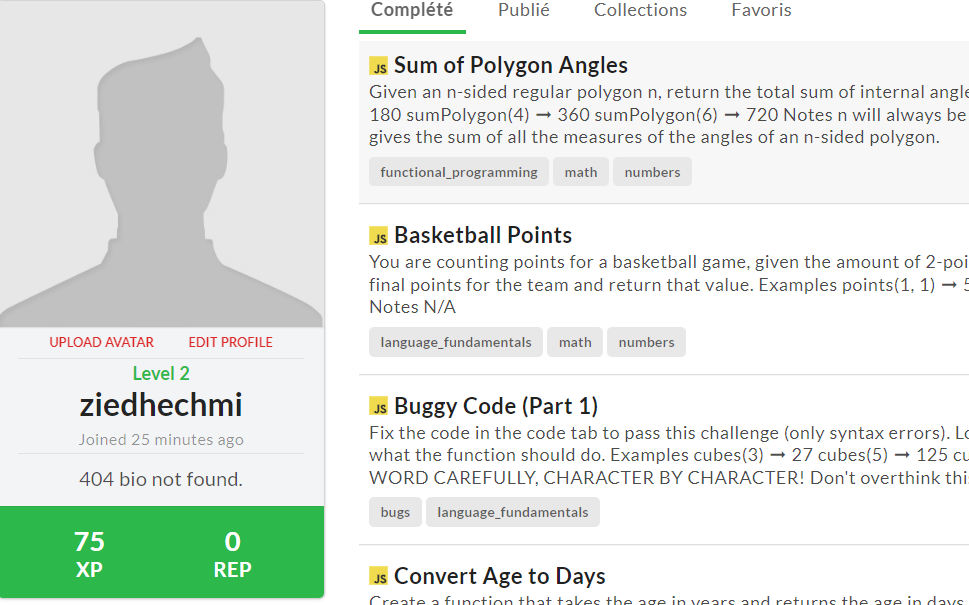 Complété Publié Collections Favoris
JS Sum of Polygon Angles
Given an n-sided regular polygon n, return the total sum of internal angle
180 sumPolygon(4) ➞ 360 sumPolygon(6) ➞ 720 Notes n will always be
gives the sum of all the measures of the angles of an n-sided polygon.
functional_programming math numbers
JS Basketball Points
You are counting points for a basketball game, given the amount of 2-poi
final points for the team and return that value. Examples points(1, 1) ➞ 5
Notes N/A
language_fundamentals math numbers
JS Buggy Code (Part 1)
Fix the code in the code tab to pass this challenge (only syntax errors). Lo
what the function should do. Examples cubes(3) ➞ 27 cubes(5) ➞ 125 cu
WORD CAREFULLY, CHARACTER BY CHARACTER! Don't overthink this
bugs language_fundamentals
JS Convert Age to Days
Create a function that takes the age in years and returns the age in days
UPLOAD AVATAR EDIT PROFILE
Level 2
ziedhechmi
Joined 25 minutes ago
404 bio not found.
75 0
XP REP